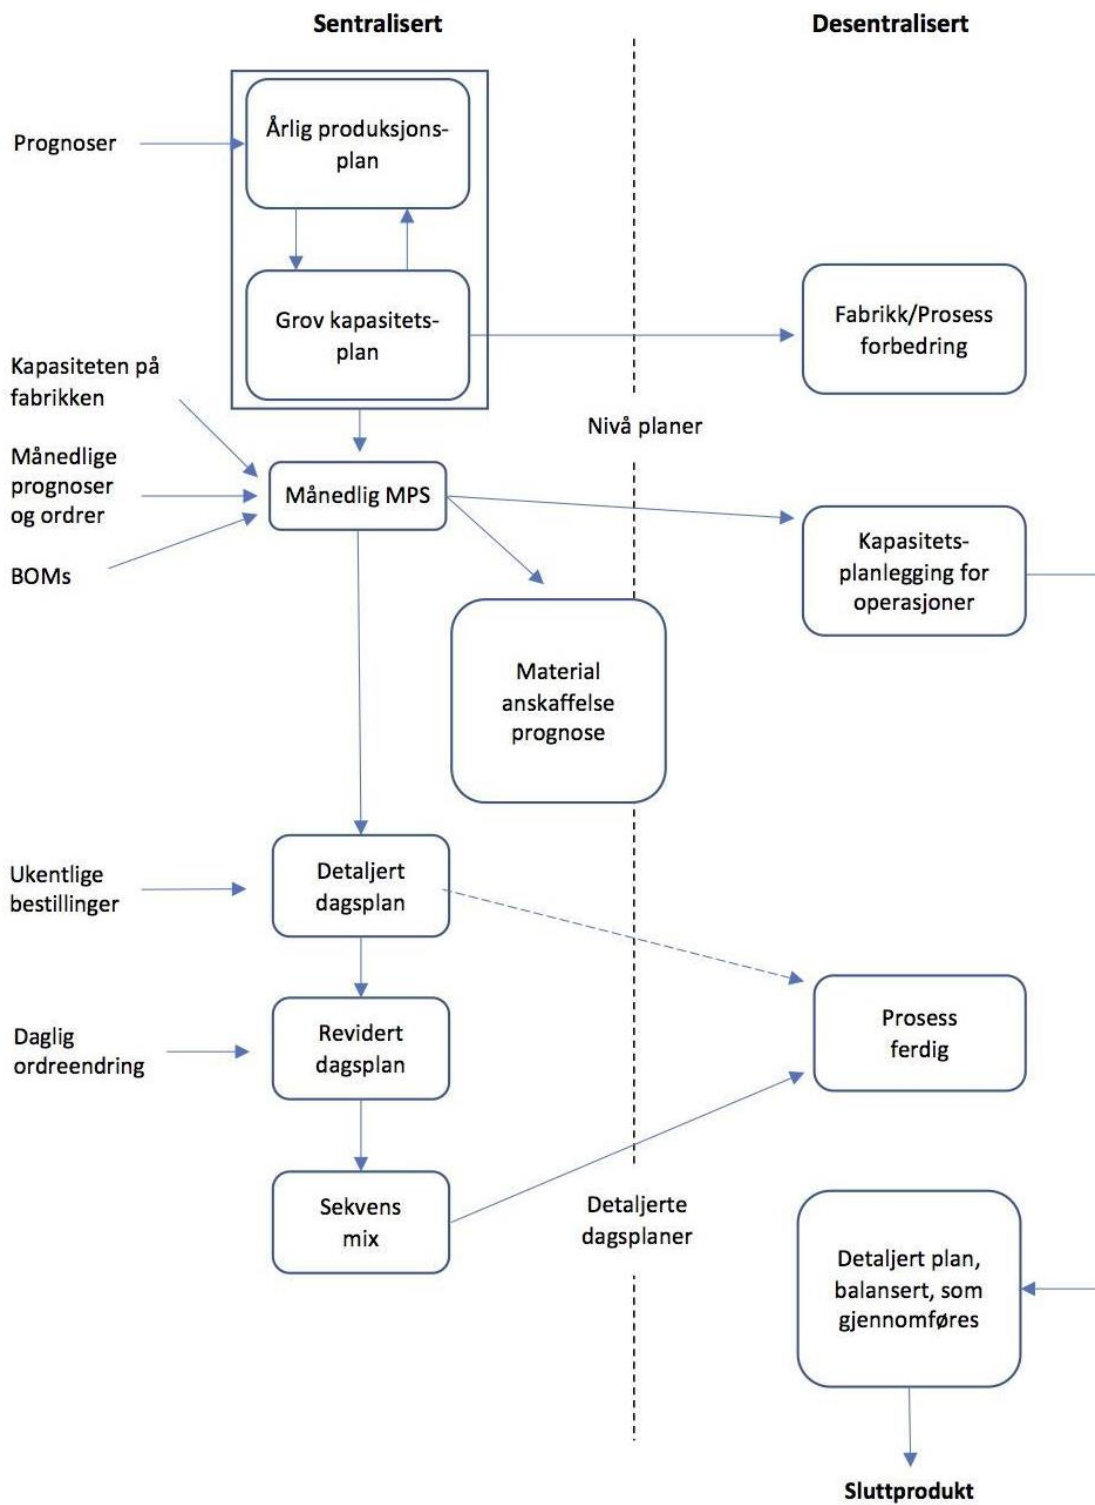 Sentralisert
Desentralisert
Prognoser
Årlig produksjons-
plan
Grov kapasitets-
plan
Fabrikk/Prosess
forbedring
Kapasiteten på
fabrikken
Nivå planer
Månedlige
prognoser
og ordrer
Månedlig MPS
BOMs
Kapasitets-
planlegging for
operasjoner
Material
anskaffelse
prognose
Ukentlige
bestillinger
Detaljert
dagsplan
Daglig
ordreendring
Revidert
dagsplan
Prosess
ferdig
Sekvens
mix
Detaljerte
dagsplaner
Detaljert plan,
balansert, som
gjennomføres
Sluttprodukt